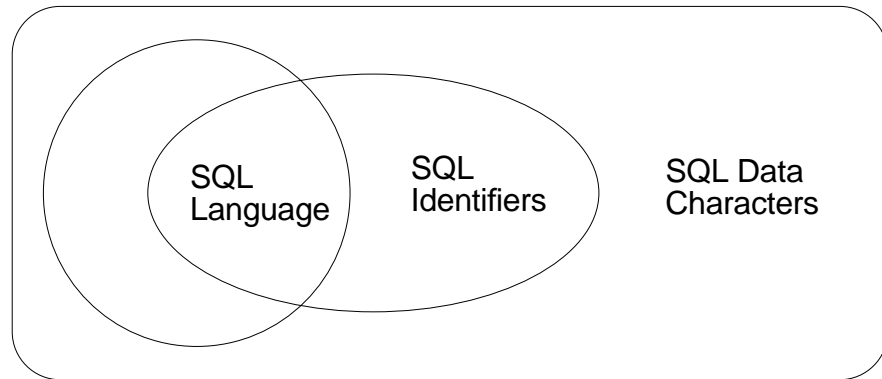 SQL
Language
SQL
Identifiers
SQL Data
Characters